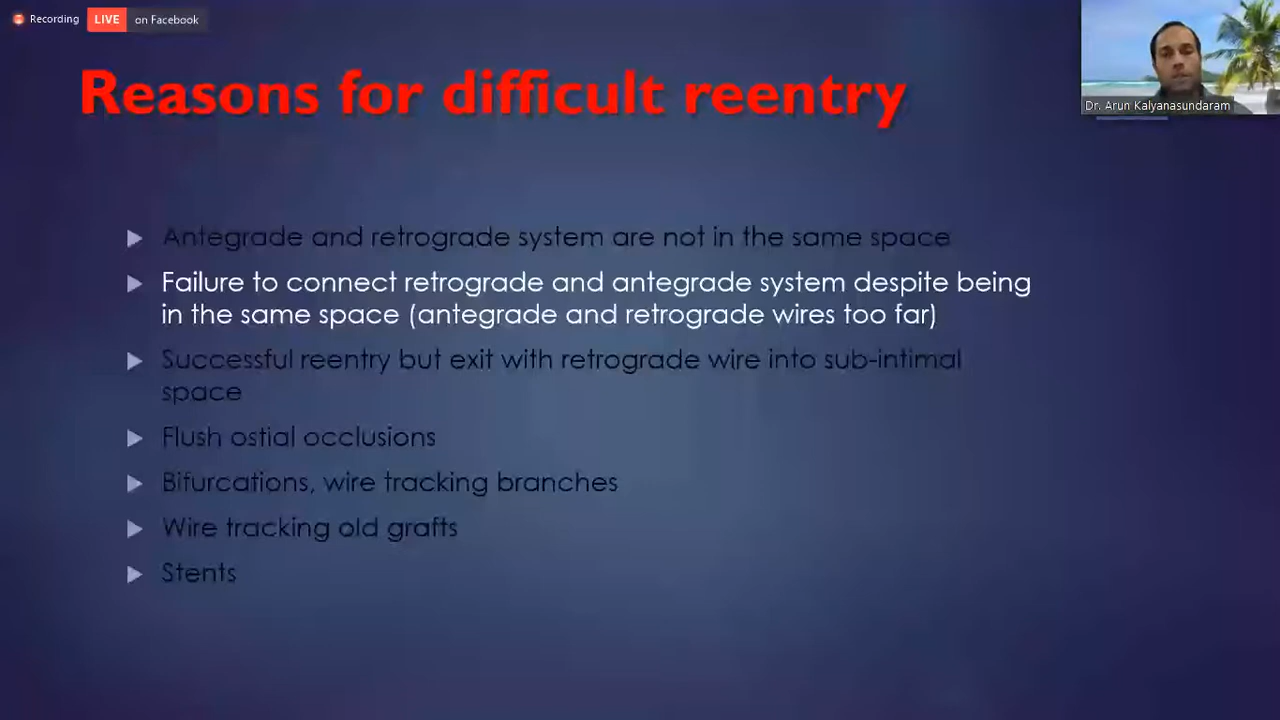 Recording
LIVE on Facebook
Reasons for difficult reentry
Dr. Arun Kalyanasundaram
Antegrade and retrograde system are not in the same space
Failure to connect retrograde and antegrade system despite being
in the same space (antegrade and retrograde wires too far)
Successful reentry but exit with retrograde wire into sub-intimal
space
Flush ostial occlusions
Bifurcations, wire tracking branches
Wire tracking old grafts
Stents